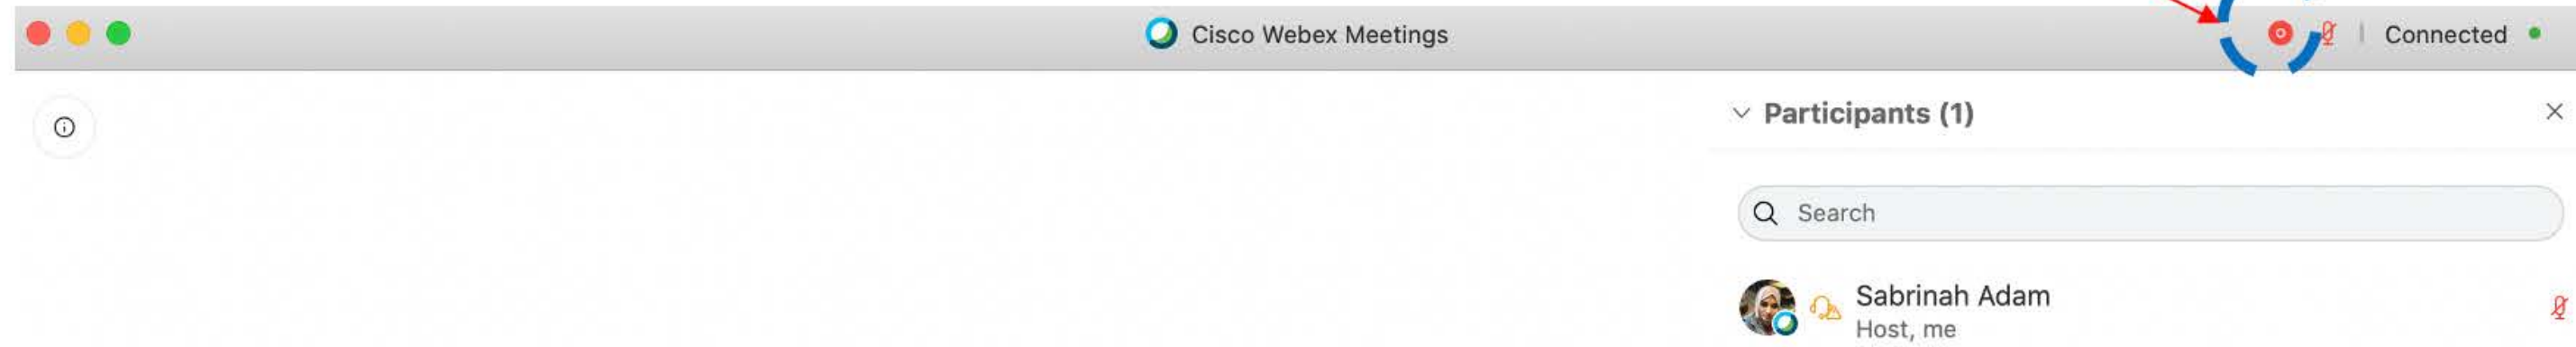 Cisco Webex Meetings
Connected
Participants (1)
Search
Sabrinah Adam
Host, me